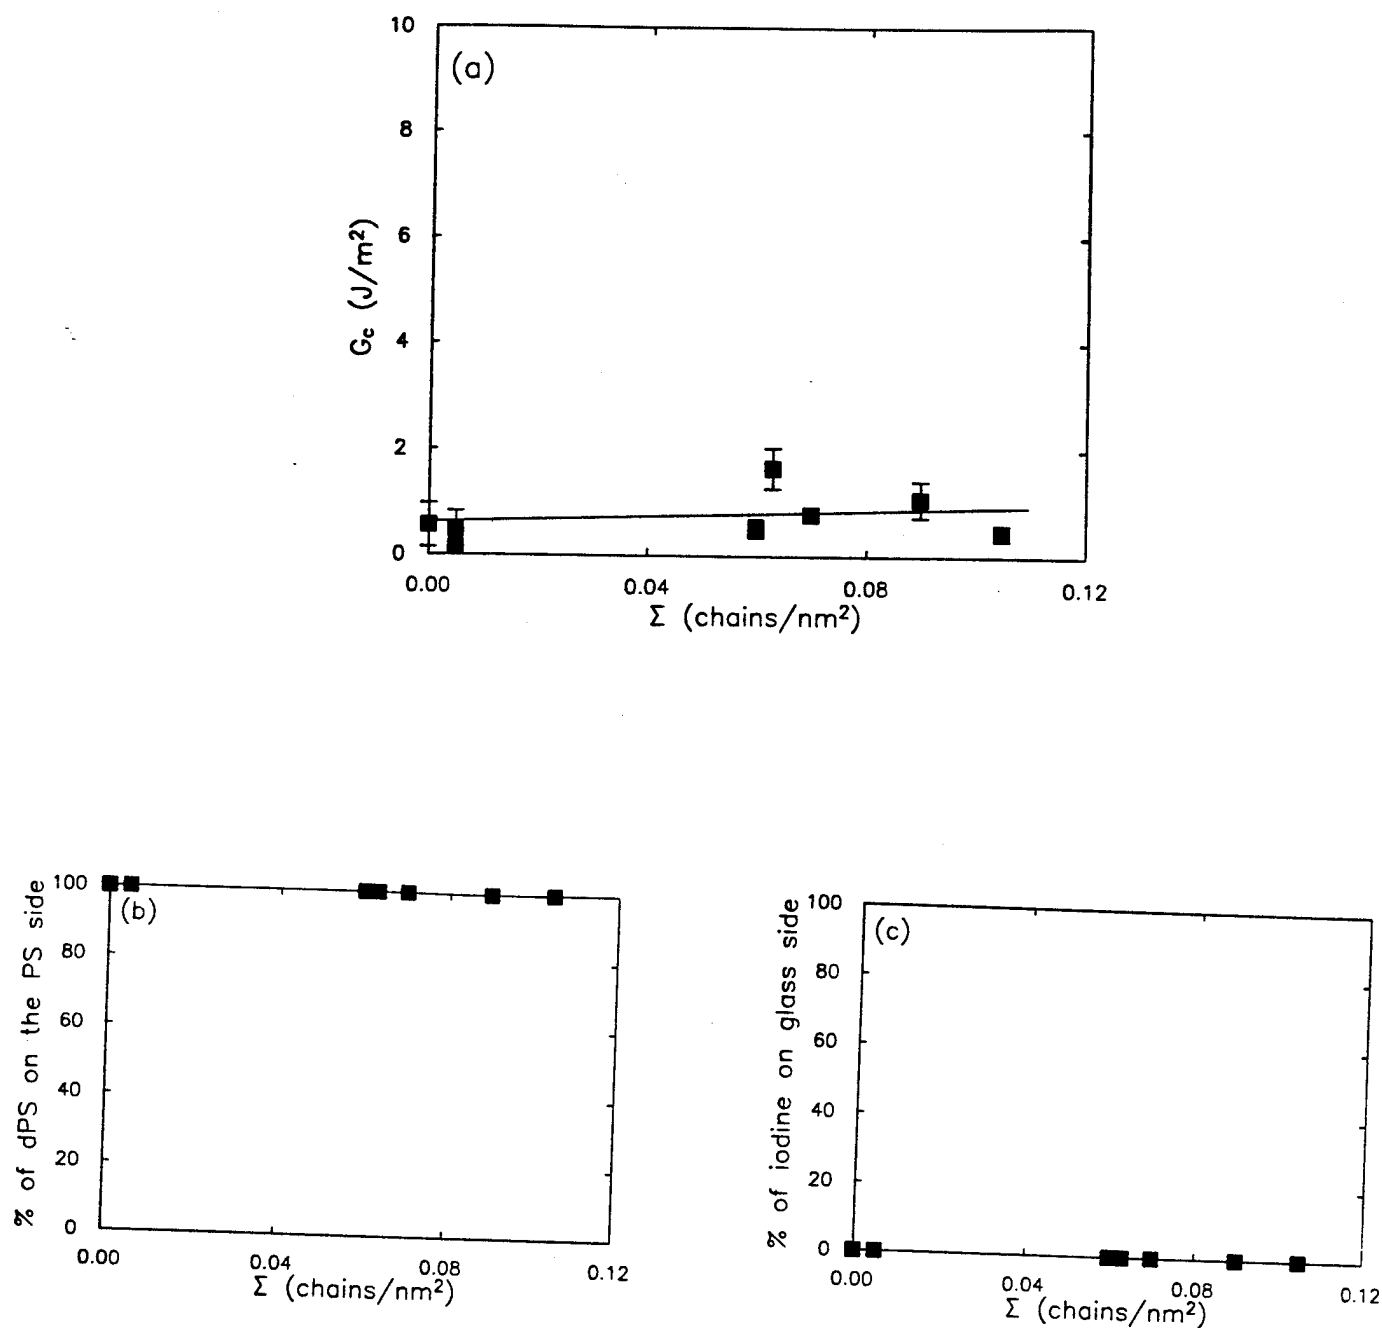 10
(a)
8
6
4
2
0
G_c (J/m²)
0.00 0.04 0.08 0.12
Σ (chains/nm²)
100
(b)
80
60
40
20
0
% of dPS on the PS side
0.00 0.04 0.08 0.12
Σ (chains/nm²)
100
(c)
80
60
40
20
0
% of iodine on glass side
0.00 0.04 0.08 0.12
Σ (chains/nm²)